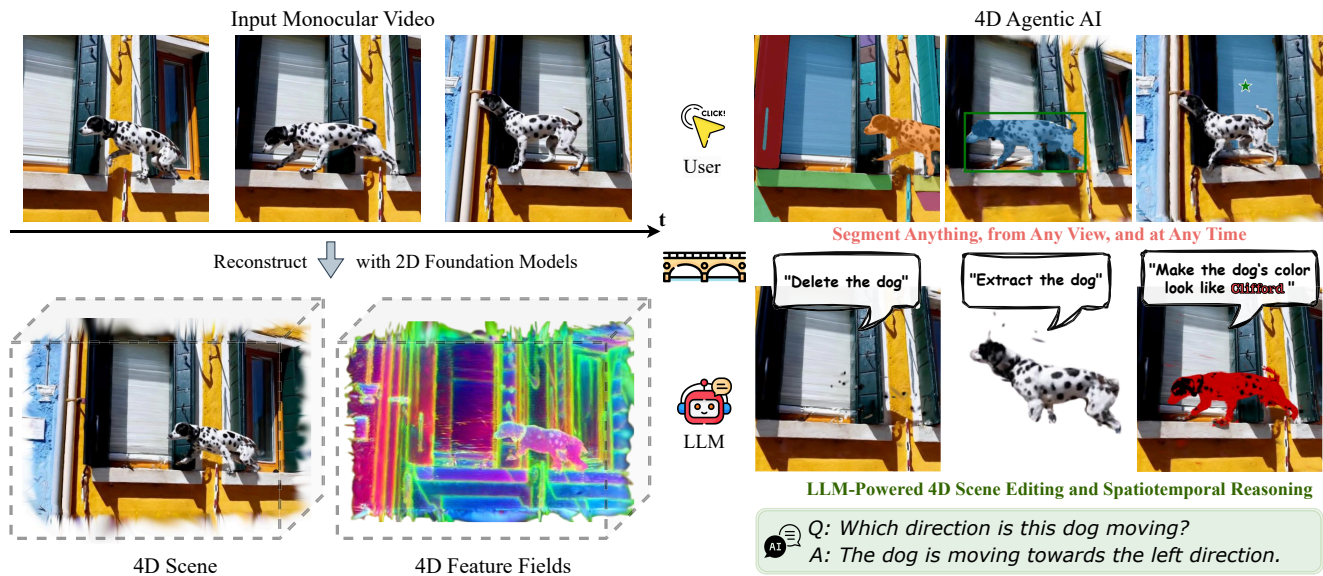 Input Monocular Video
4D Agentic AI
CLICK!
User
t
Segment Anything, from Any View, and at Any Time
Reconstruct
with 2D Foundation Models
"Delete the dog"
"Extract the dog"
"Make the dog's color
look like Clifford "
LLM
LLM-Powered 4D Scene Editing and Spatiotemporal Reasoning
AI
Q: Which direction is this dog moving?
A: The dog is moving towards the left direction.
4D Scene
4D Feature Fields